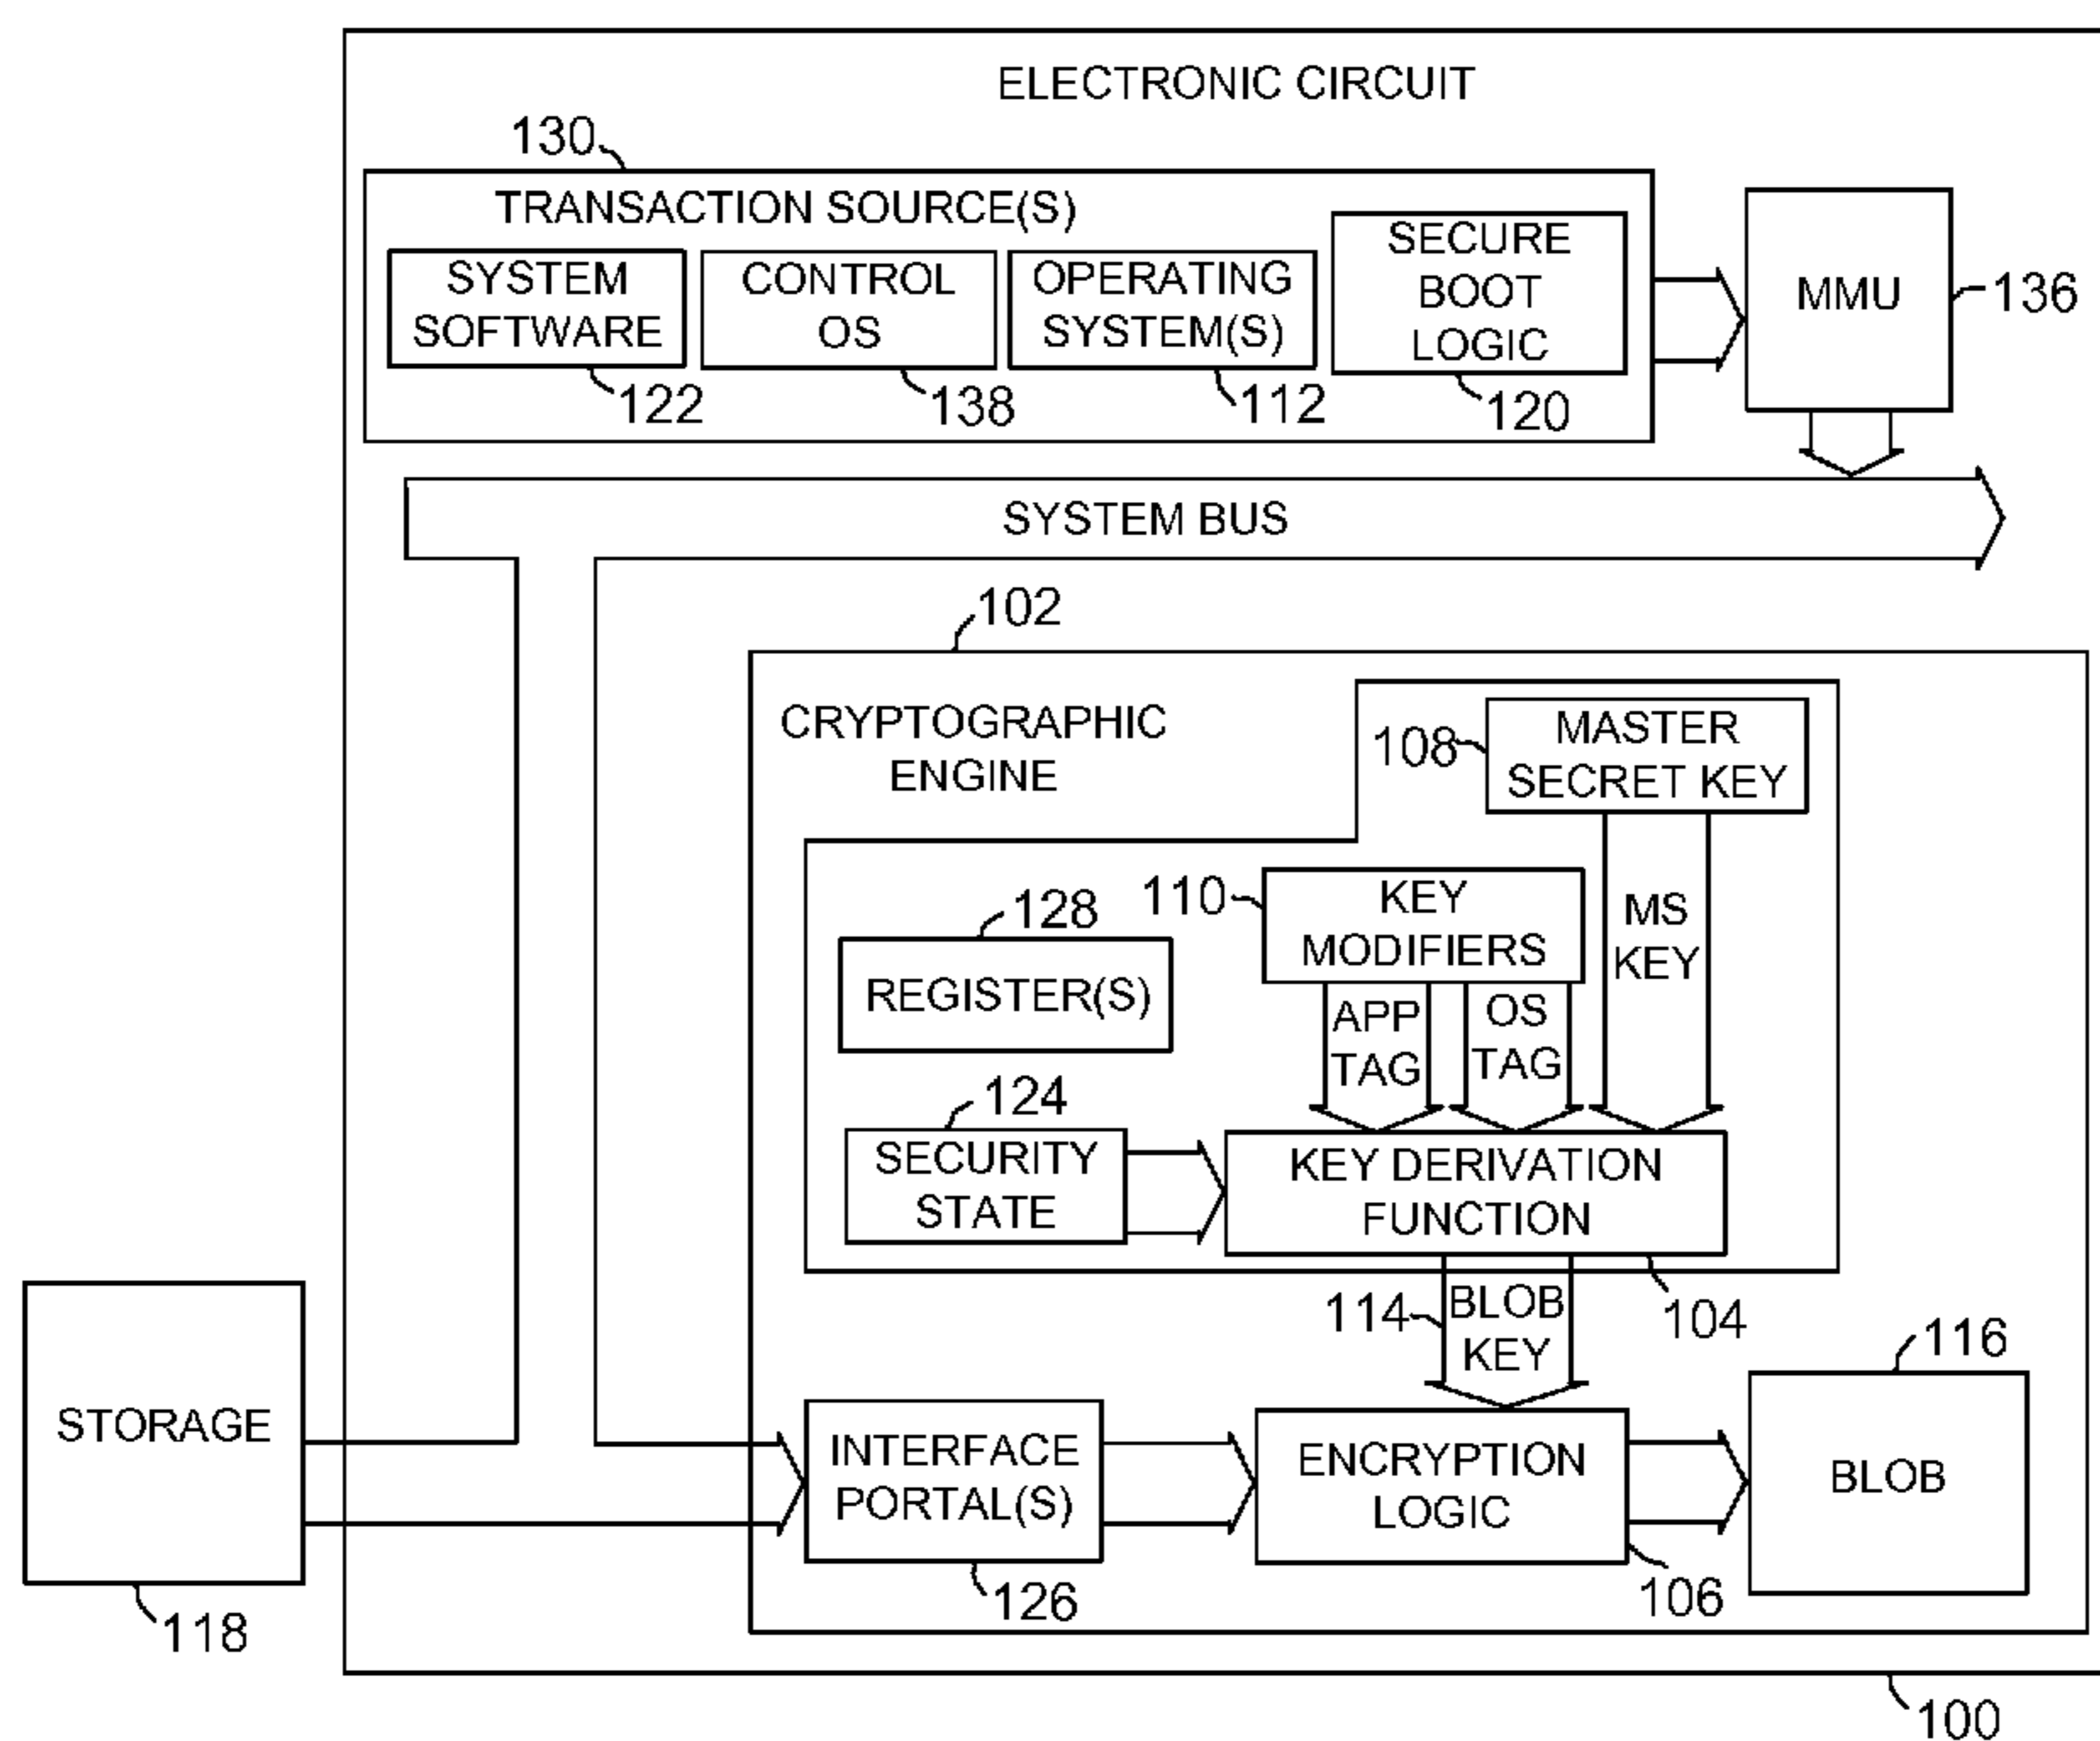 ELECTRONIC CIRCUIT
130
TRANSACTION SOURCE(S)
SYSTEM
SOFTWARE
122
CONTROL
OS
138
OPERATING
SYSTEM(S)
112
SECURE
BOOT
LOGIC
120
MMU
136
SYSTEM BUS
102
CRYPTOGRAPHIC
ENGINE
108
MASTER
SECRET KEY
110
KEY
MODIFIERS
MS
KEY
128
REGISTER(S)
APP
TAG
OS
TAG
124
SECURITY
STATE
KEY DERIVATION
FUNCTION
104
114
BLOB
KEY
116
STORAGE
118
INTERFACE
PORTAL(S)
126
ENCRYPTION
LOGIC
106
BLOB
100